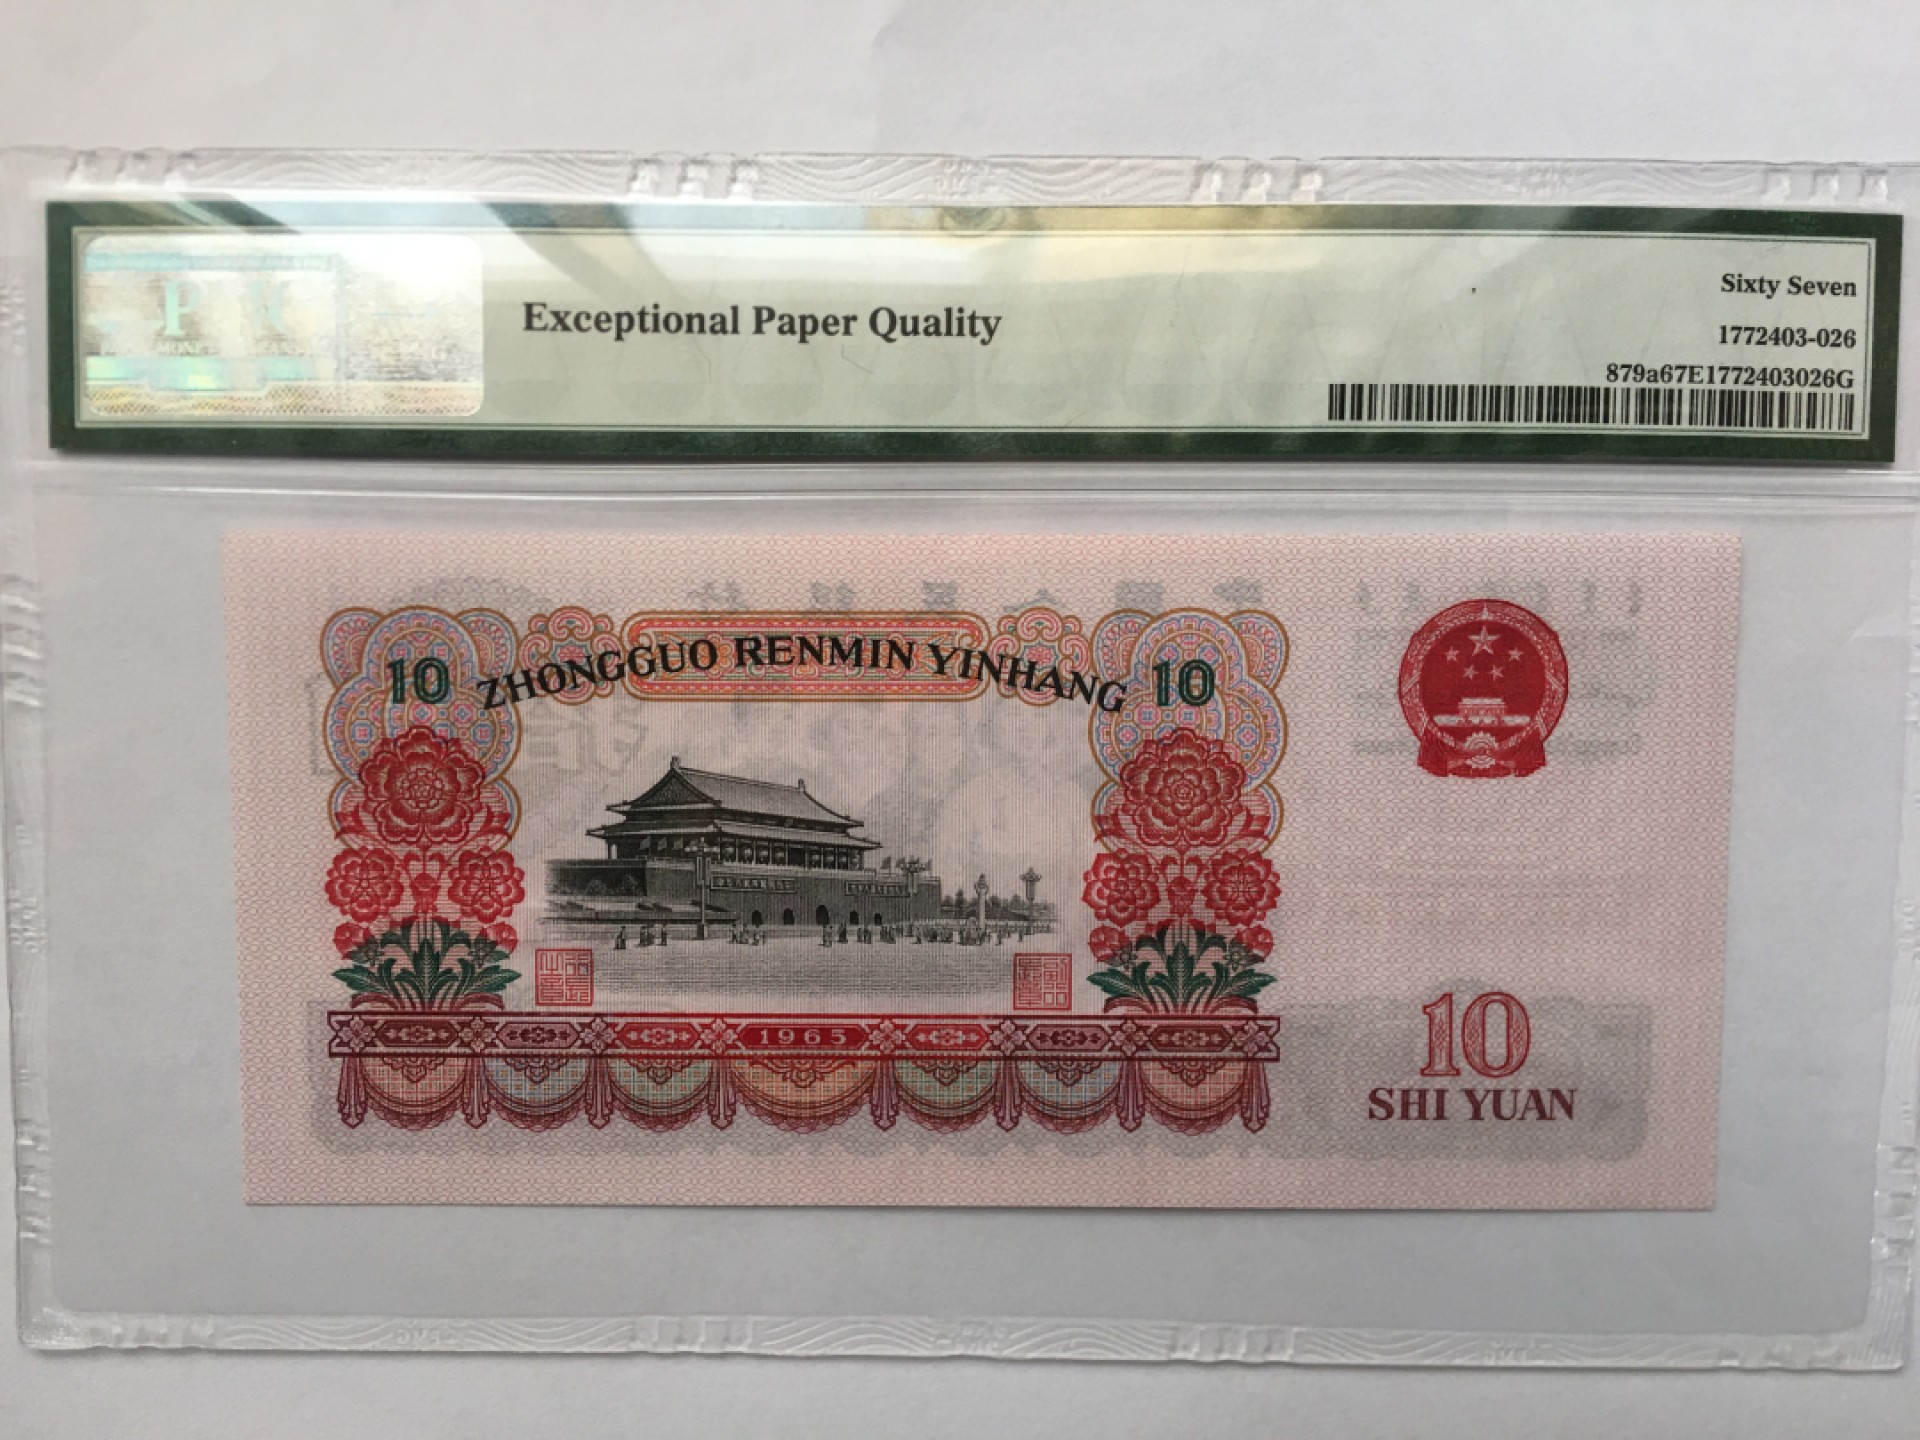 Exceptional Paper Quality
Sixty Seven
1772403-026
879a67E1772403026G
10 ZHONGGUO RENMIN YINHANG 10
1965
10
SHI YUAN